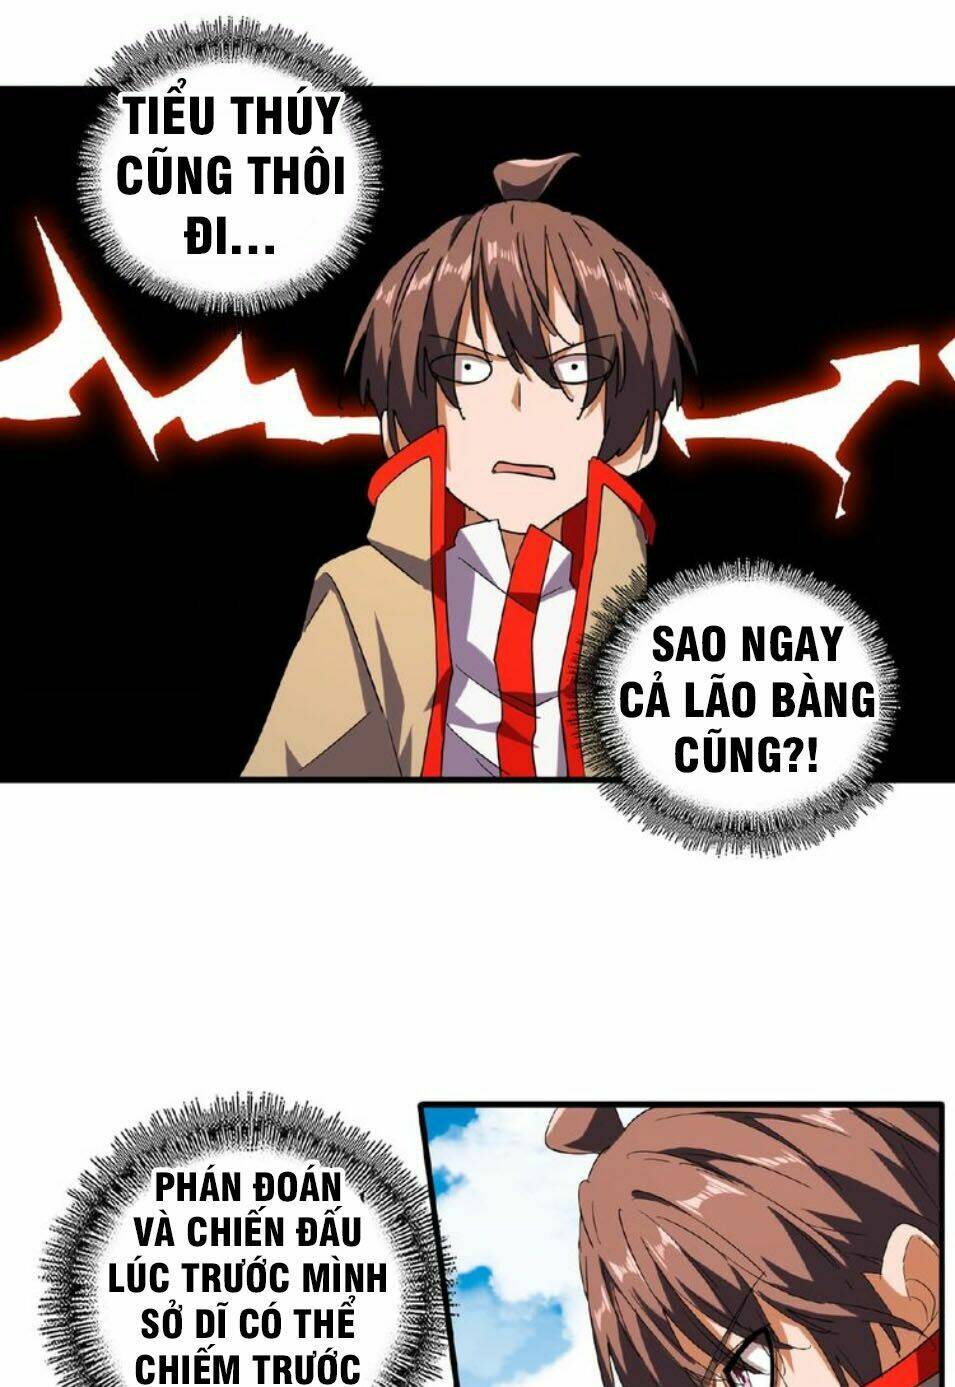 TIỂU THÚY
CŨNG THÔI
ĐI...
SAO NGAY
CẢ LÃO BÀNG
CŨNG?!
PHÁN ĐOÁN
VÀ CHIẾN ĐẤU
LÚC TRƯỚC MÌNH
SỞ DĨ CÓ THỂ
CHIẾM TRƯỚC